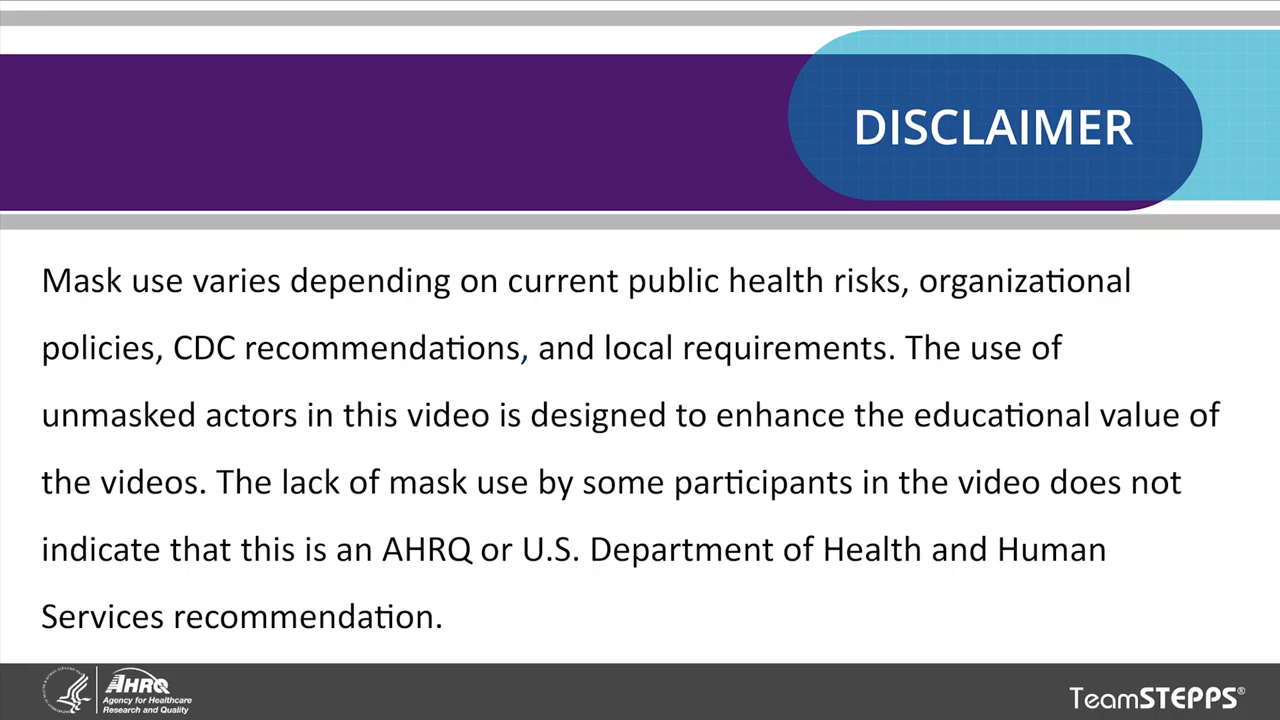 DISCLAIMER
Mask use varies depending on current public health risks, organizational
policies, CDC recommendations, and local requirements. The use of
unmasked actors in this video is designed to enhance the educational value of
the videos. The lack of mask use by some participants in the video does not
indicate that this is an AHRQ or U.S. Department of Health and Human
Services recommendation.
AHRQ
Agency for Healthcare
Research and Quality
TeamSTEPPS®